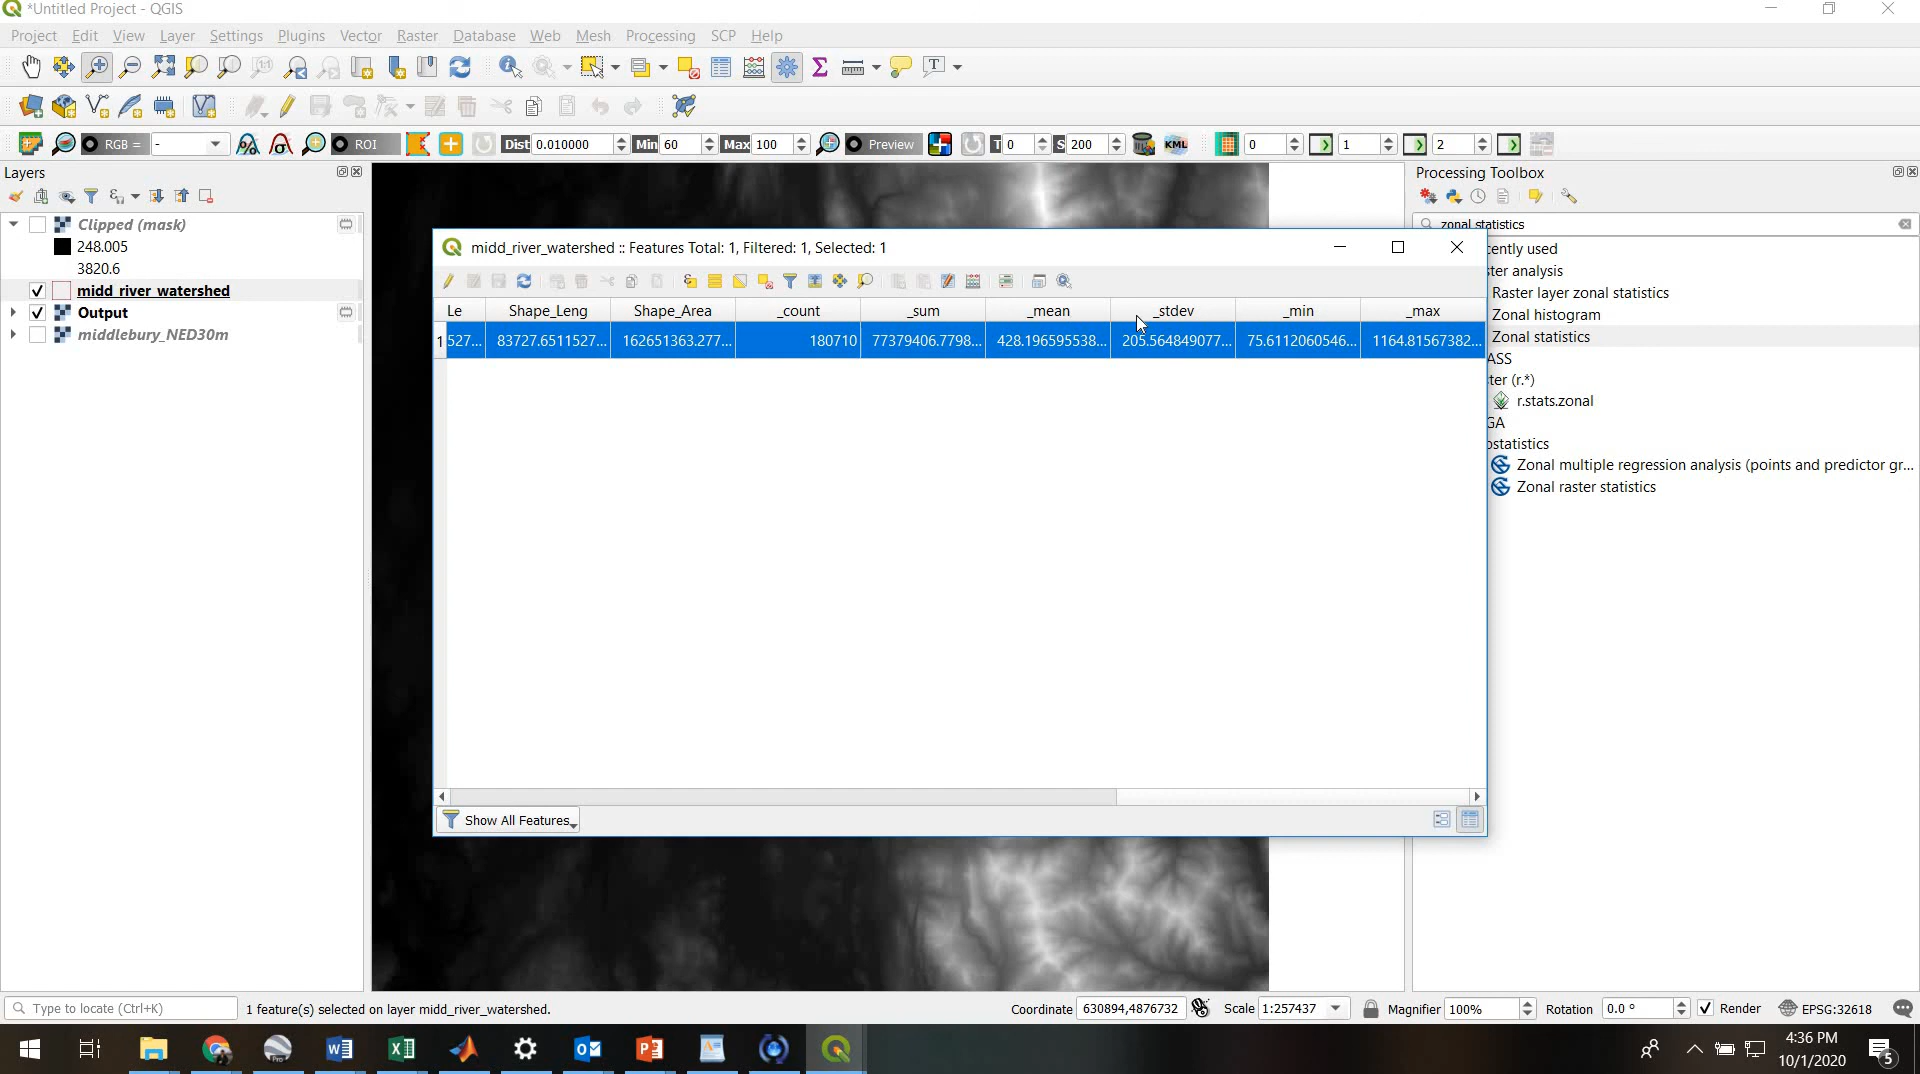 *Untitled Project - QGIS
Project Edit View Layer Settings Plugins Vector Raster Database Web Mesh Processing SCP Help
RGB = - ROI Dist 0.010000 Min 60 Max 100 Preview T 0 S 200 KML 0 1 2
Layers
Clipped (mask)
248.005
3820.6
midd_river_watershed
Output
middlebury_NED30m
midd_river_watershed :: Features Total: 1, Filtered: 1, Selected: 1
Le Shape_Leng Shape_Area _count _sum _mean _stdev _min _max
1 527... 83727.6511527... 162651363.277... 180710 77379406.7798... 428.196595538... 205.564849077... 75.6112060546... 1164.81567382...
Show All Features
Processing Toolbox
zonal statistics
cently used
ster analysis
Raster layer zonal statistics
Zonal histogram
Zonal statistics
ASS
ter (r.*)
r.stats.zonal
GA
ostatistics
Zonal multiple regression analysis (points and predictor gr...
Zonal raster statistics
Type to locate (Ctrl+K) 1 feature(s) selected on layer midd_river_watershed. Coordinate 630894,4876732 Scale 1:257437 Magnifier 100% Rotation 0.0 ° Render EPSG:32618
4:36 PM
10/1/2020
5